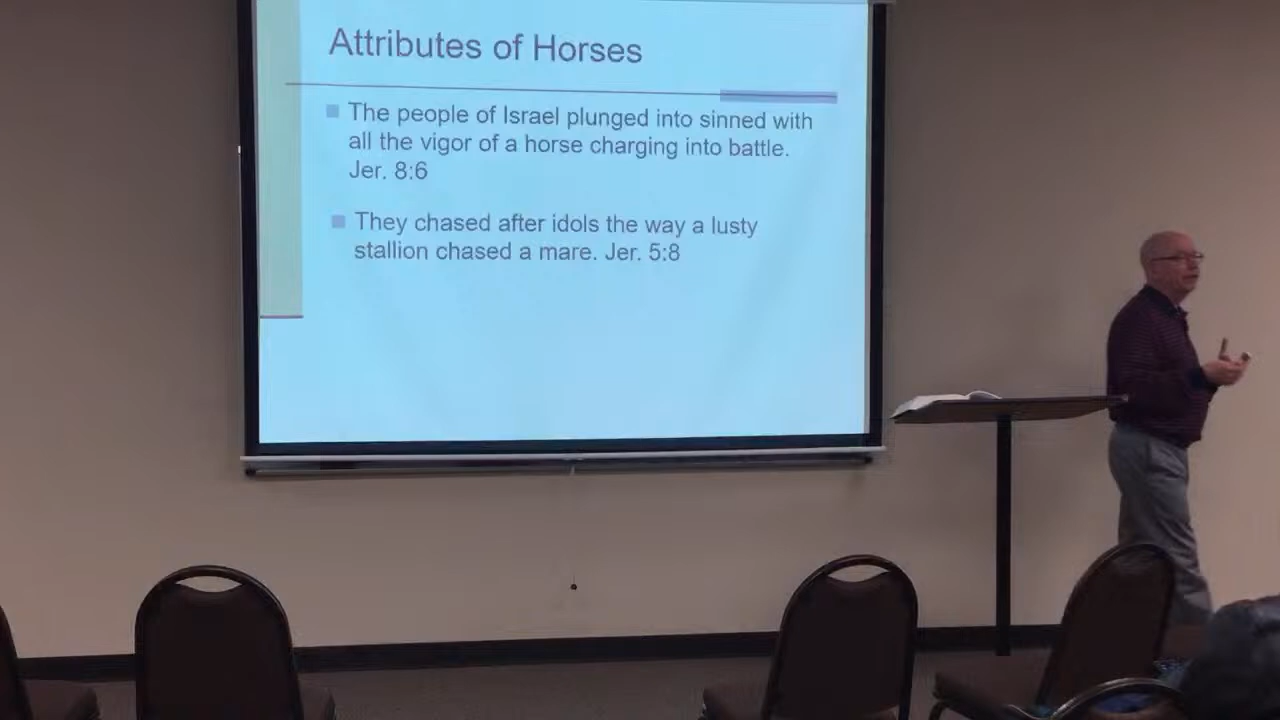 Attributes of Horses
The people of Israel plunged into sinned with
all the vigor of a horse charging into battle.
Jer. 8:6
They chased after idols the way a lusty
stallion chased a mare. Jer. 5:8